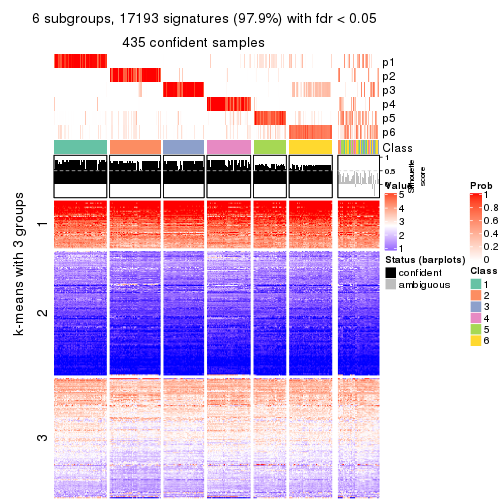 6 subgroups, 17193 signatures (97.9%) with fdr < 0.05
435 confident samples
p1
p2
p3
p4
p5
p6
Class
1
0.5
0
Silhouette
score
k-means with 3 groups
1
2
3
Value
5
4
3
2
1
Status (barplots)
confident
ambiguous
Prob
1
0.8
0.6
0.4
0.2
0
Class
1
2
3
4
5
6